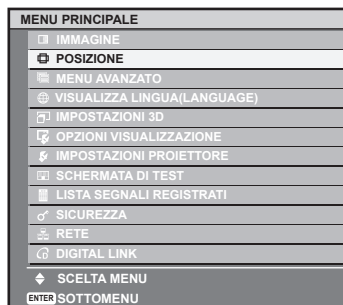 MENU PRINCIPALE
IMMAGINE
POSIZIONE
MENU AVANZATO
VISUALIZZA LINGUA(LANGUAGE)
IMPOSTAZIONI 3D
OPZIONI VISUALIZZAZIONE
IMPOSTAZIONI PROIETTORE
SCHERMATA DI TEST
LISTA SEGNALI REGISTRATI
SICUREZZA
RETE
DIGITAL LINK
SCELTA MENU
ENTER SOTTOMENU